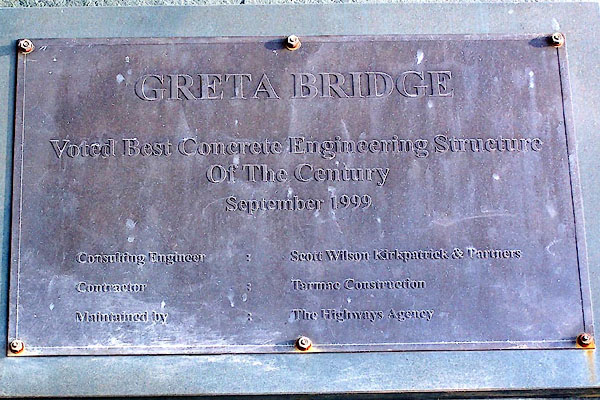 GRETA BRIDGE
Voted Best Concrete Engineering Structure
Of The Century
September 1999
Consulting Engineer : Scott Wilson Kirkpatrick & Partners
Contractor : Tarmac Construction
Maintained by : The Highways Agency